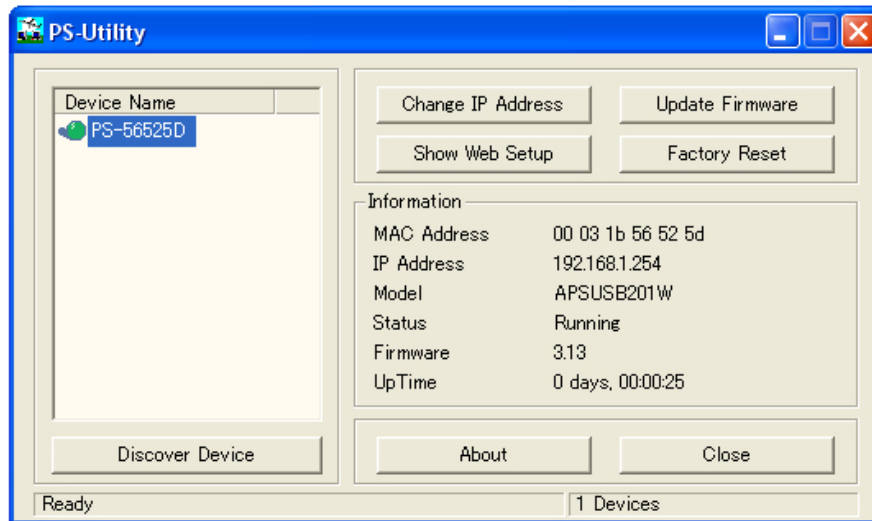 PS-Utility
Device Name
PS-56525D
Discover Device
Change IP Address
Update Firmware
Show Web Setup
Factory Reset
Information
MAC Address 00 03 1b 56 52 5d
IP Address 192.168.1.254
Model APSUSB201W
Status Running
Firmware 3.13
UpTime 0 days, 00:00:25
About
Close
Ready
1 Devices